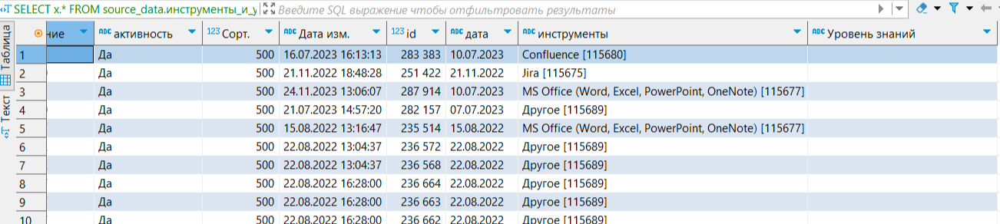 SELECT x.* FROM source_data.инструменты_и_у Введите SQL выражение чтобы отфильтровать результаты
Таблица
Текст
ние ABC активность 123 Сорт. ABC Дата изм. 123 id ABC дата ABC инструменты ABC Уровень знаний
1 Да 500 16.07.2023 16:13:13 283 383 10.07.2023 Confluence [115680]
2 Да 500 21.11.2022 18:48:28 251 422 21.11.2022 Jira [115675]
3 Да 500 24.11.2023 13:06:07 287 914 10.07.2023 MS Office (Word, Excel, PowerPoint, OneNote) [115677]
4 Да 500 21.07.2023 14:57:20 282 157 07.07.2023 Другое [115689]
5 Да 500 15.08.2022 13:16:47 235 514 15.08.2022 MS Office (Word, Excel, PowerPoint, OneNote) [115677]
6 Да 500 22.08.2022 13:04:37 236 572 22.08.2022 Другое [115689]
7 Да 500 22.08.2022 13:04:37 236 568 22.08.2022 Другое [115689]
8 Да 500 22.08.2022 16:28:00 236 664 22.08.2022 Другое [115689]
9 Да 500 22.08.2022 16:28:00 236 663 22.08.2022 Другое [115689]
10 Да 500 22.08.2022 16:28:00 236 662 22.08.2022 Другое [115689]